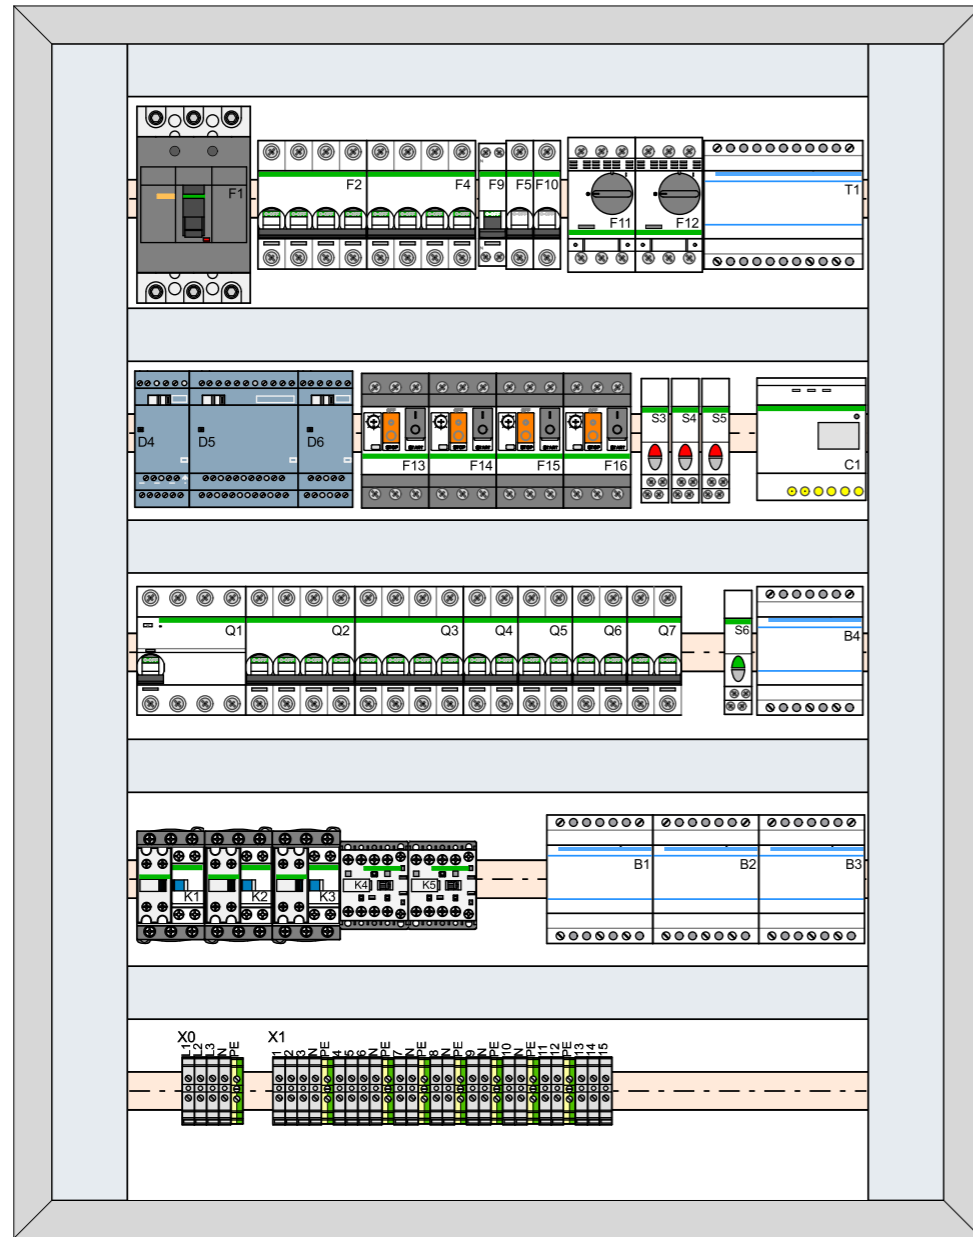 F1 F2 F4 F9 F5 F10 F11 F12 T1
D4 D5 D6 F13 F14 F15 F16 S3 S4 S5 C1
Q1 Q2 Q3 Q4 Q5 Q6 Q7 S6 B4
K1 K2 K3 K4 K5 B1 B2 B3
X0 X1
L1 L2 L3 N PE 1 2 3 N PE 4 5 6 N PE 7 N PE 8 N PE 9 N PE 10 N PE 11 12 PE 13 14 15